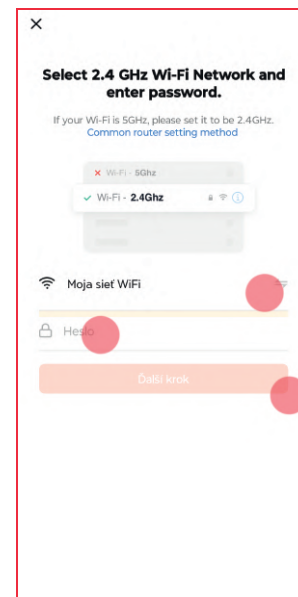 Select 2.4 GHz Wi-Fi Network and
enter password.
If your Wi-Fi is 5GHz, please set it to be 2.4GHz.
Common router setting method
Wi-Fi - 5Ghz
Wi-Fi - 2.4Ghz
Moja sieť WiFi
Heslo
Ďalší krok